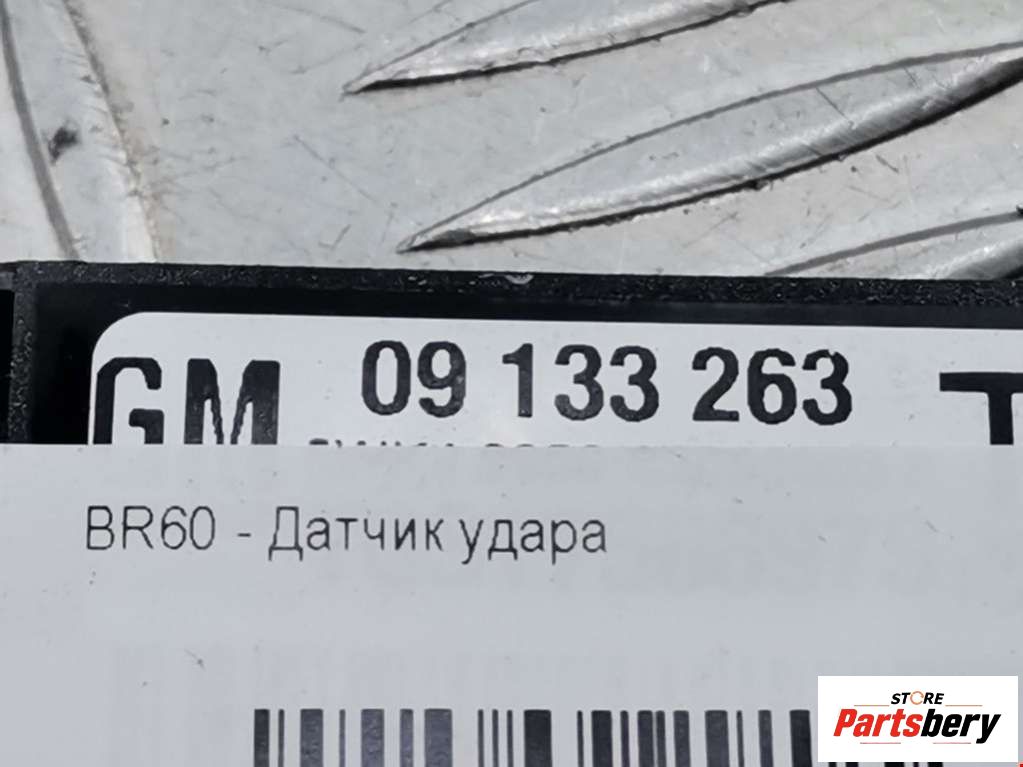 GM 09 133 263 T
BR60 - Датчик удара
STORE
Partsbery